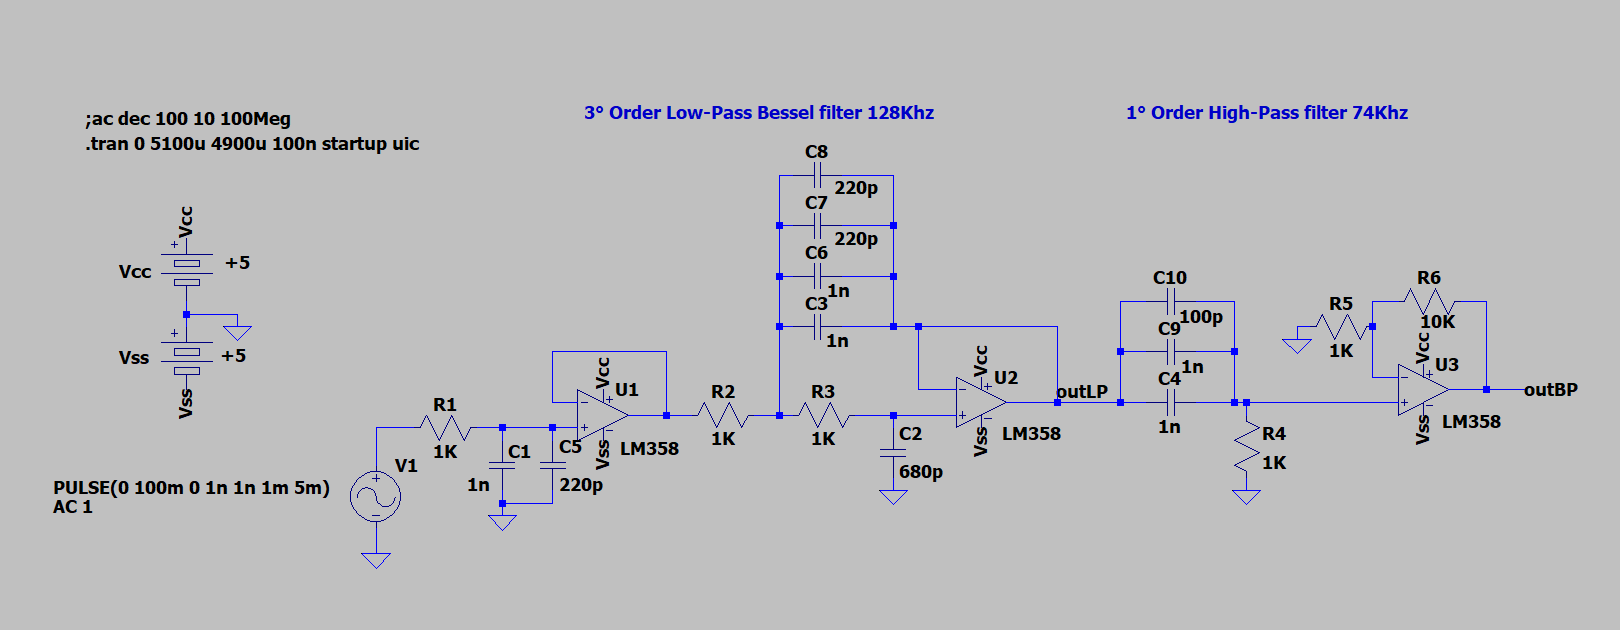 ;ac dec 100 10 100Meg
.tran 0 5100u 4900u 100n startup uic
3° Order Low-Pass Bessel filter 128Khz
1° Order High-Pass filter 74Khz
Vcc
Vcc
+5
Vss
+5
Vss
PULSE(0 100m 0 1n 1n 1m 5m)
AC 1
V1
R1
1K
C1
1n
C5
220p
Vcc
U1
Vss
LM358
R2
1K
C8
220p
C7
220p
C6
1n
C3
1n
R3
1K
C2
680p
Vcc
U2
Vss
LM358
outLP
C10
100p
C9
1n
C4
1n
R4
1K
R5
1K
R6
10K
Vcc
U3
Vss
LM358
outBP